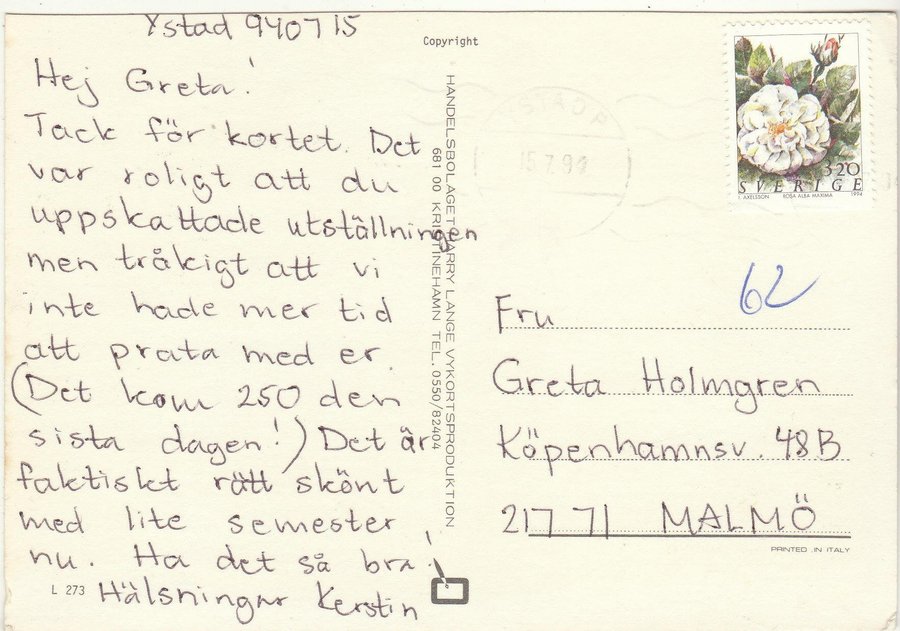 Ystad 940715
Hej Greta!
Tack för kortet. Det
var roligt att du
uppskattade utställningen
men tråkigt att vi
inte hade mer tid
att prata med er.
(Det kom 250 den
sista dagen!) Det är
faktiskt rätt skönt
med lite semester
nu. Ha det så bra!
Hälsningar Kerstin
L 273
Copyright
HANDELSBOLAGET HARRY LANGE VYKORTSPRODUKTION
681 00 KRISTINEHAMN TEL. 0550/82404
15.7.94
3.20
SVERIGE
I. AXELSSON ROSA ALBA MAXIMA 1994
62
Fru
Greta Holmgren
Köpenhamnsv. 48B
217 71 MALMÖ
PRINTED IN ITALY